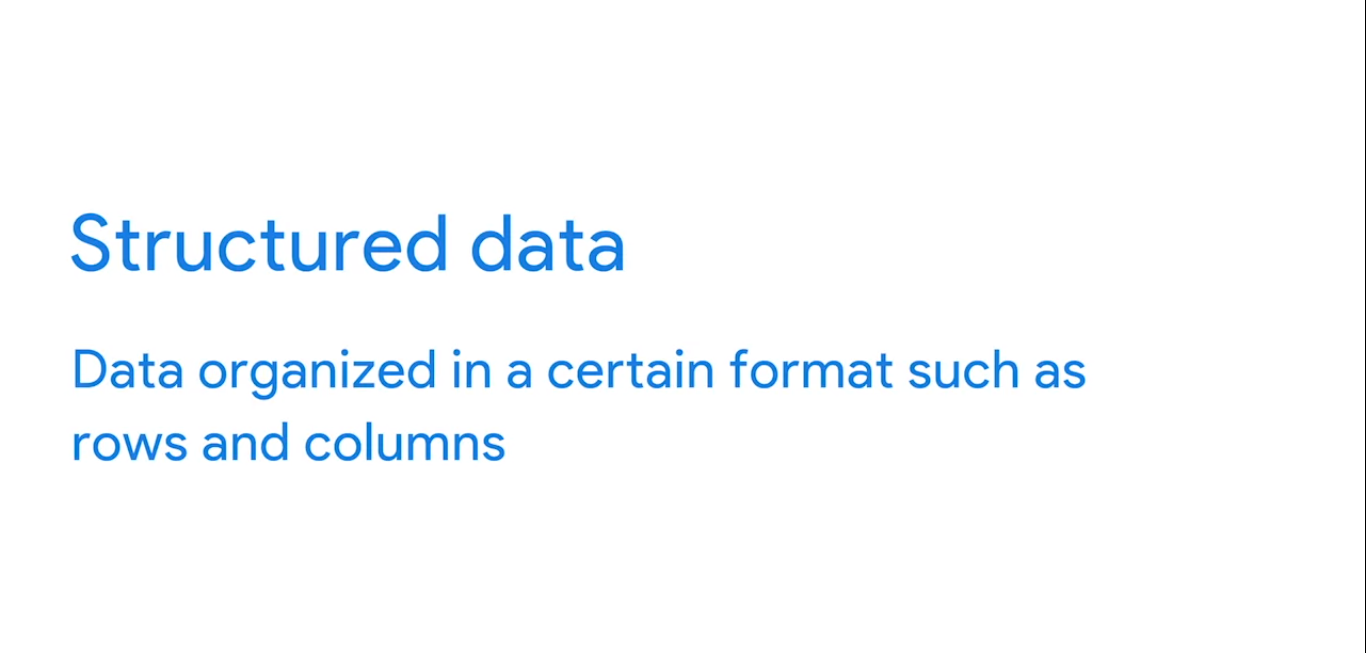 Structured data
Data organized in a certain format such as
rows and columns